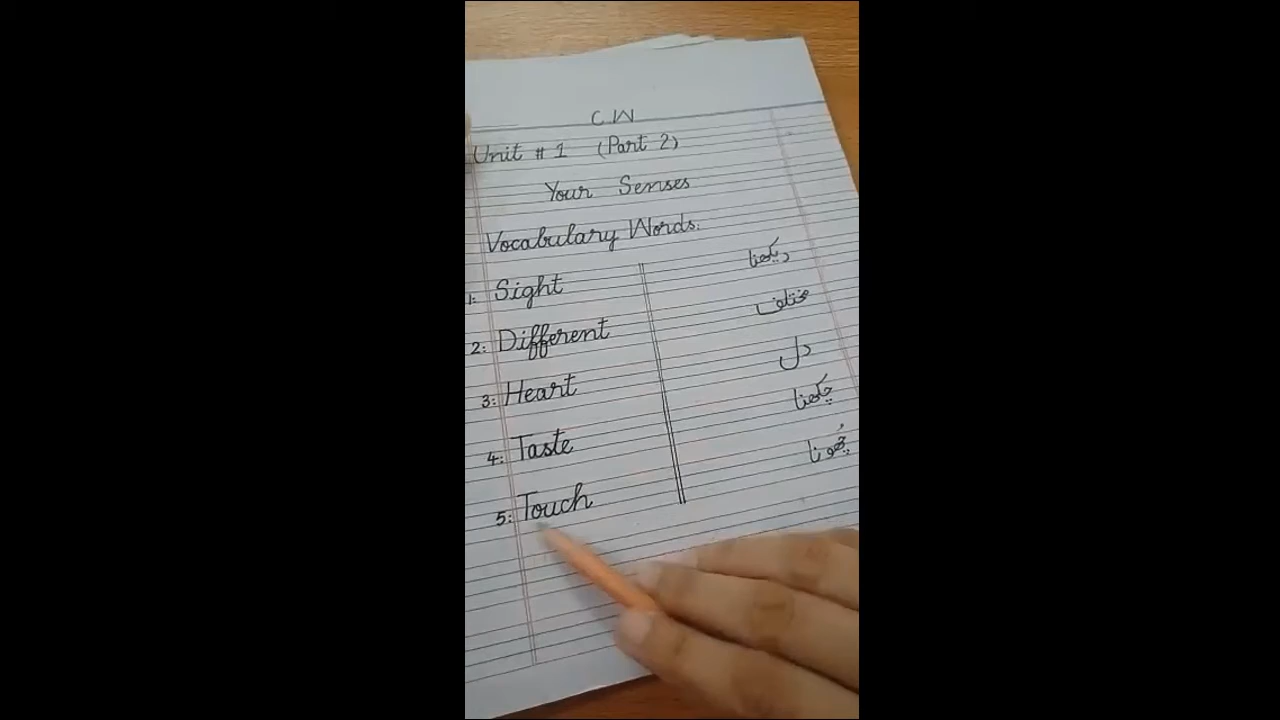 C.W
Unit # 1 (Part 2)
Your Senses
Vocabulary Words:
1: Sight دیکھنا
2: Different مختلف
3: Heart دل
4: Taste چکھنا
5: Touch چُھونا